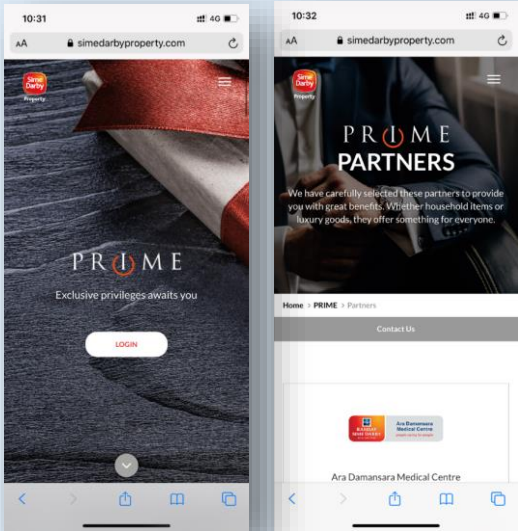 10:31
4G
AA
simedarbyproperty.com
Sime
Darby
Property
PRIME
Exclusive privileges awaits you
LOGIN
10:32
4G
AA
simedarbyproperty.com
Sime
Darby
Property
PRIME
PARTNERS
We have carefully selected these partners to provide
you with great benefits. Whether household items or
luxury goods, they offer something for everyone.
Home > PRIME > Partners
Contact Us
Ara Damansara
Medical Centre
Ara Damansara Medical Centre